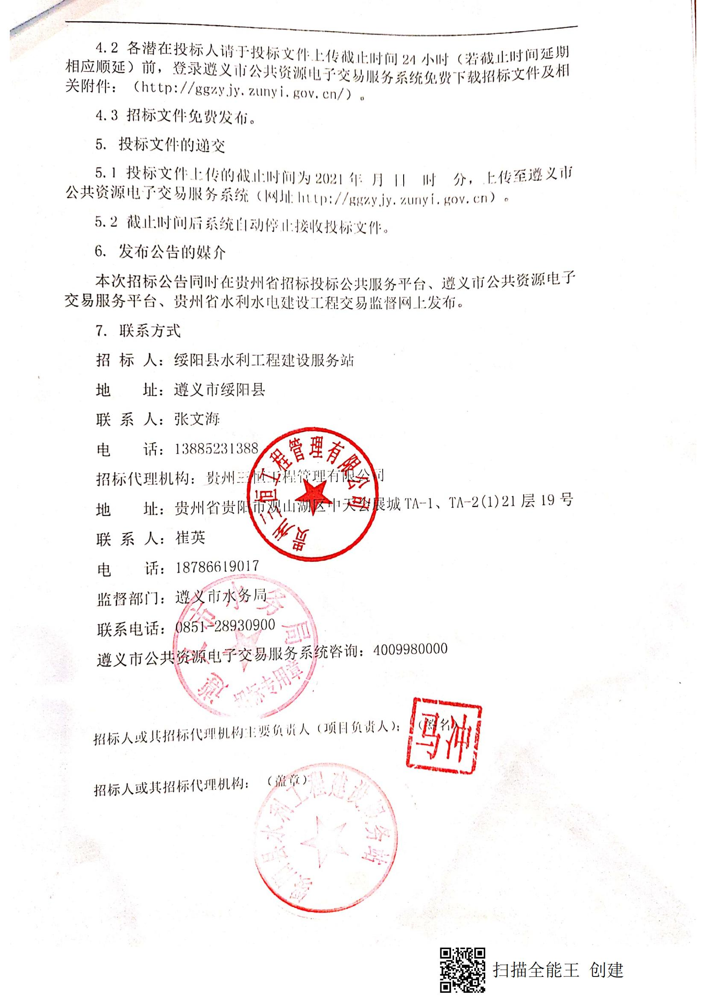 4.2 各潜在投标人请于投标文件上传截止时间 24 小时（若截止时间延期
相应顺延）前，登录遵义市公共资源电子交易服务系统免费下载招标文件及相
关附件：（http://ggzyjy.zunyi.gov.cn/）。
4.3 招标文件免费发布。
5. 投标文件的递交
5.1 投标文件上传的截止时间为 2021 年 月 日 时 分，上传至遵义市
公共资源电子交易服务系统（网址:http://ggzyjy.zunyi.gov.cn）。
5.2 截止时间后系统自动停止接收投标文件。
6. 发布公告的媒介
本次招标公告同时在贵州省招标投标公共服务平台、遵义市公共资源电子
交易服务平台、贵州省水利水电建设工程交易监督网上发布。
7. 联系方式
招 标 人：绥阳县水利工程建设服务站
地 址：遵义市绥阳县
联 系 人：张文海
电 话：13885231388
招标代理机构：贵州三恒工程管理有限公司
地 址：贵州省贵阳市观山湖区中天会展城 TA-1、TA-2(1)21 层 19 号
联 系 人：崔英
电 话：18786619017
监督部门：遵义市水务局
联系电话：0851-28930900
遵义市公共资源电子交易服务系统咨询：4009980000
招标人或其招标代理机构主要负责人（项目负责人）：（签名）
招标人或其招标代理机构：（盖章）
贵州三恒工程管理有限公司
遵义市水务局
招标专用章
马冲
绥阳县水利工程建设服务站
扫描全能王 创建